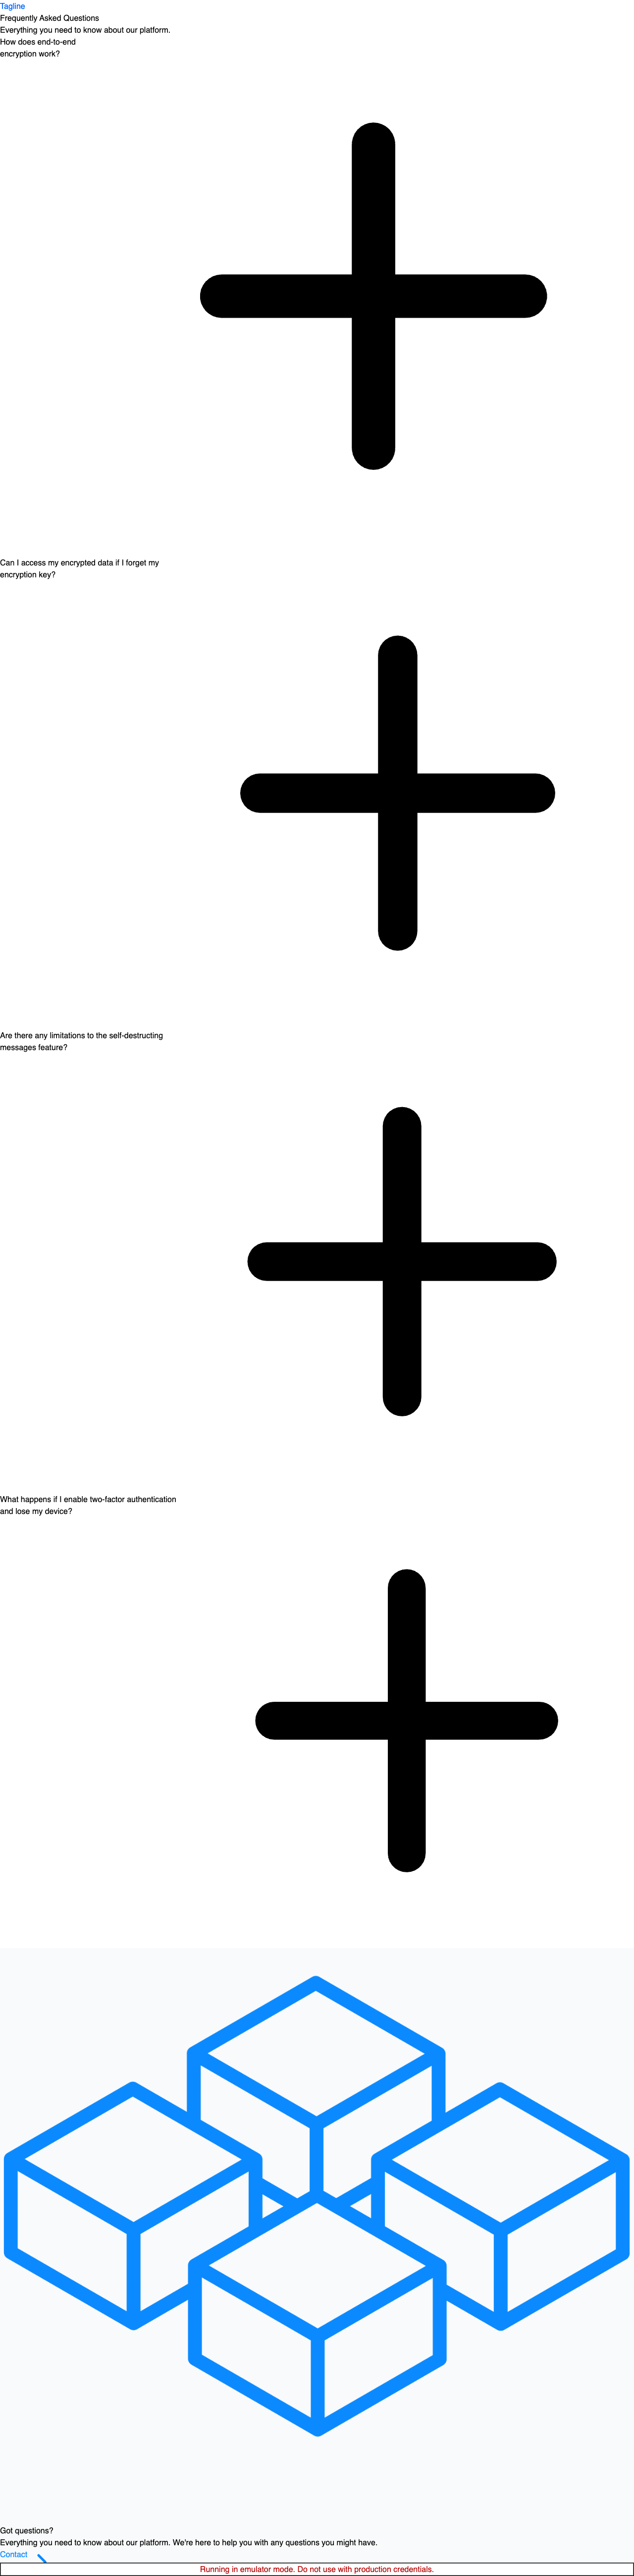 Tagline
Frequently Asked Questions
Everything you need to know about our platform.
How does end-to-end
encryption work?
Can I access my encrypted data if I forget my
encryption key?
Are there any limitations to the self-destructing
messages feature?
What happens if I enable two-factor authentication
and lose my device?
Got questions?
Everything you need to know about our platform. We're here to help you with any questions you might have.
Contact
Running in emulator mode. Do not use with production credentials.